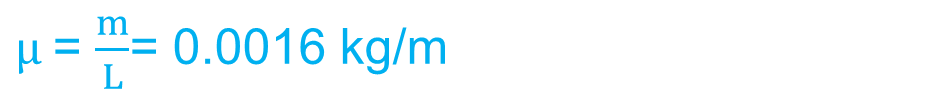 μ = m/L = 0.0016 kg/m